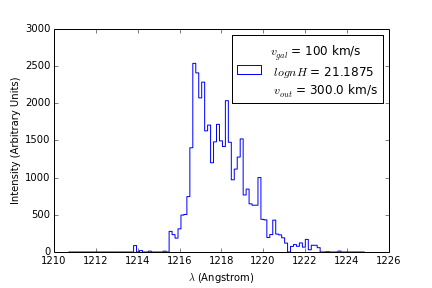 3000
2500
2000
1500
1000
500
0
Intensity (Arbitrary Units)
v_gal = 100 km/s
lognH = 21.1875
v_out = 300.0 km/s
1210 1212 1214 1216 1218 1220 1222 1224 1226
λ (Angstrom)